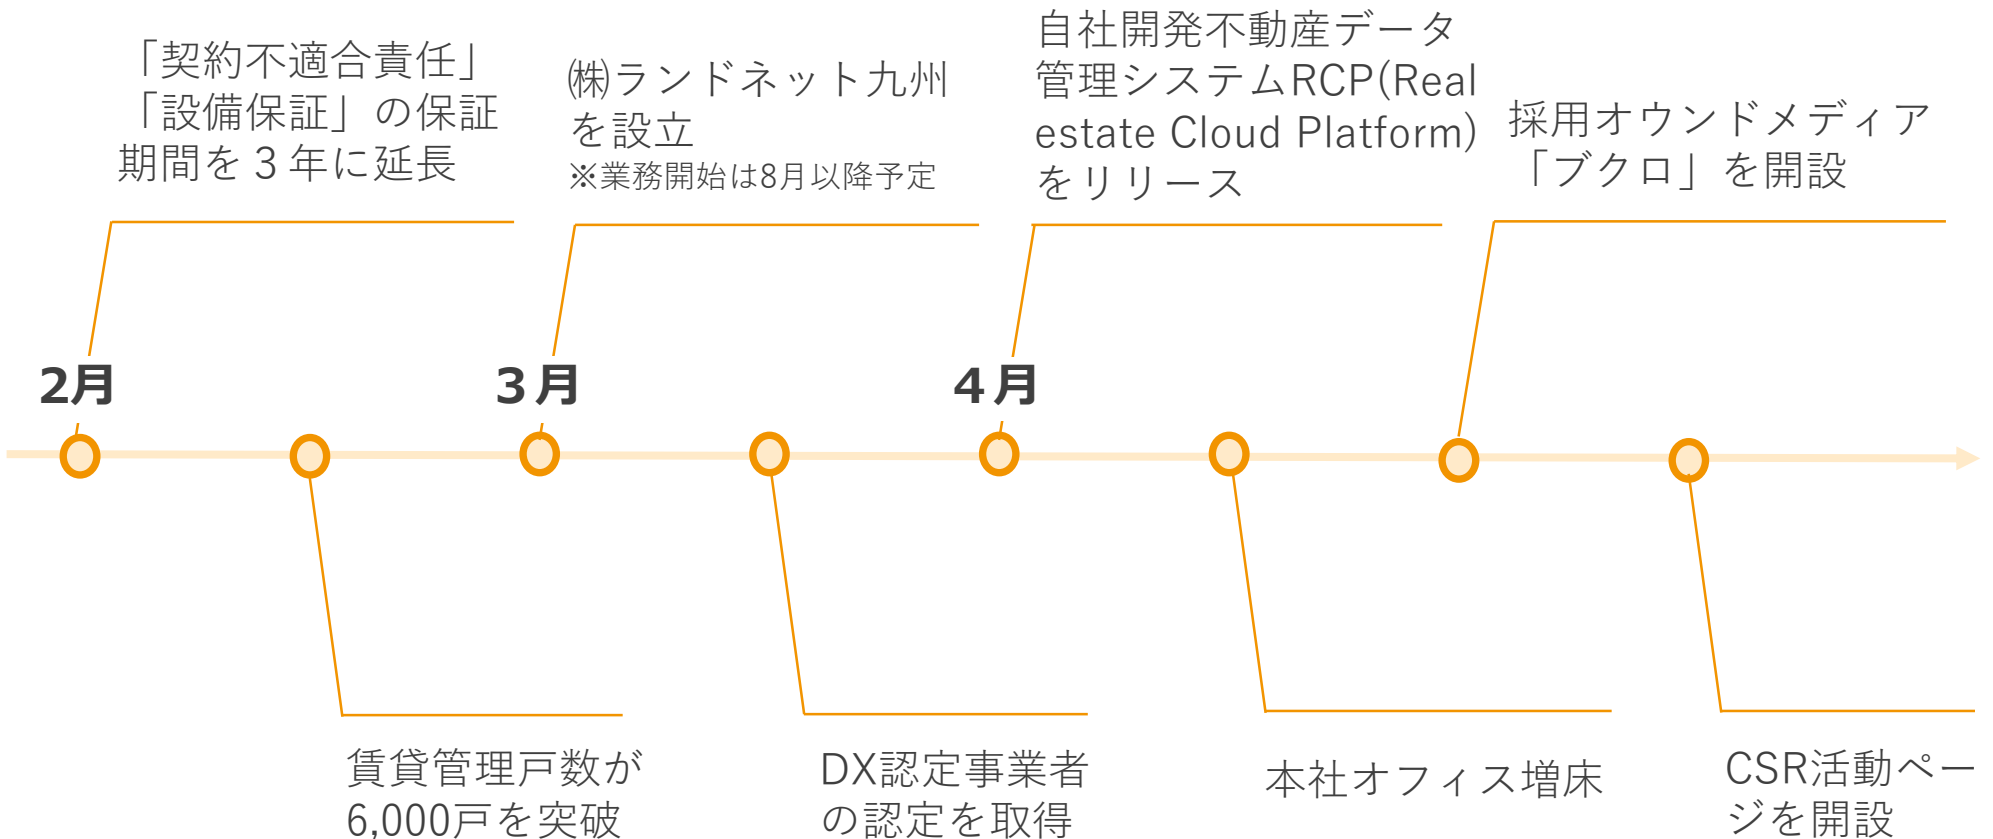 「契約不適合責任」
「設備保証」の保証
期間を３年に延長
㈱ランドネット九州
を設立
※業務開始は8月以降予定
自社開発不動産データ
管理システムRCP(Real
estate Cloud Platform)
をリリース
採用オウンドメディア
「ブクロ」を開設
2月
３月
４月
賃貸管理戸数が
6,000戸を突破
DX認定事業者
の認定を取得
本社オフィス増床
CSR活動ペー
ジを開設